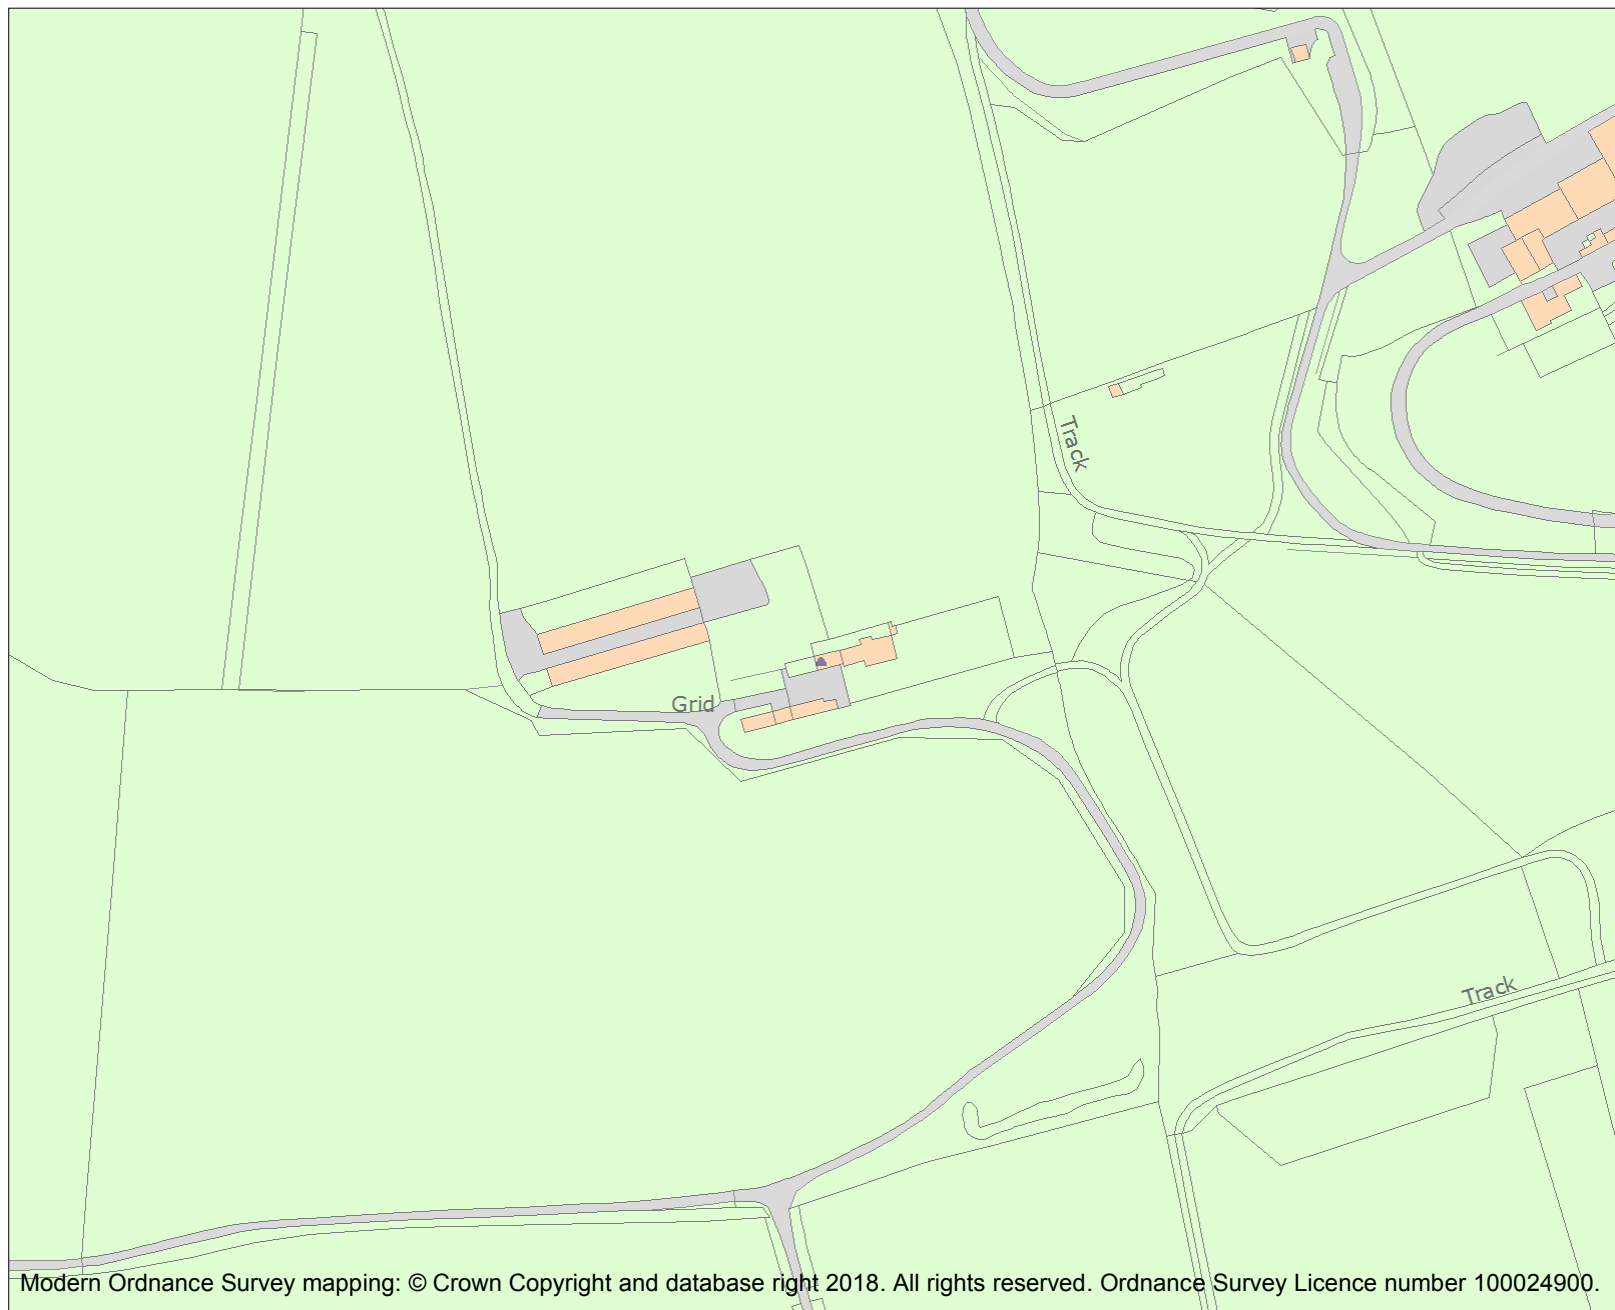 Track
Grid
Track
Modern Ordnance Survey mapping: © Crown Copyright and database right 2018. All rights reserved. Ordnance Survey Licence number 100024900.